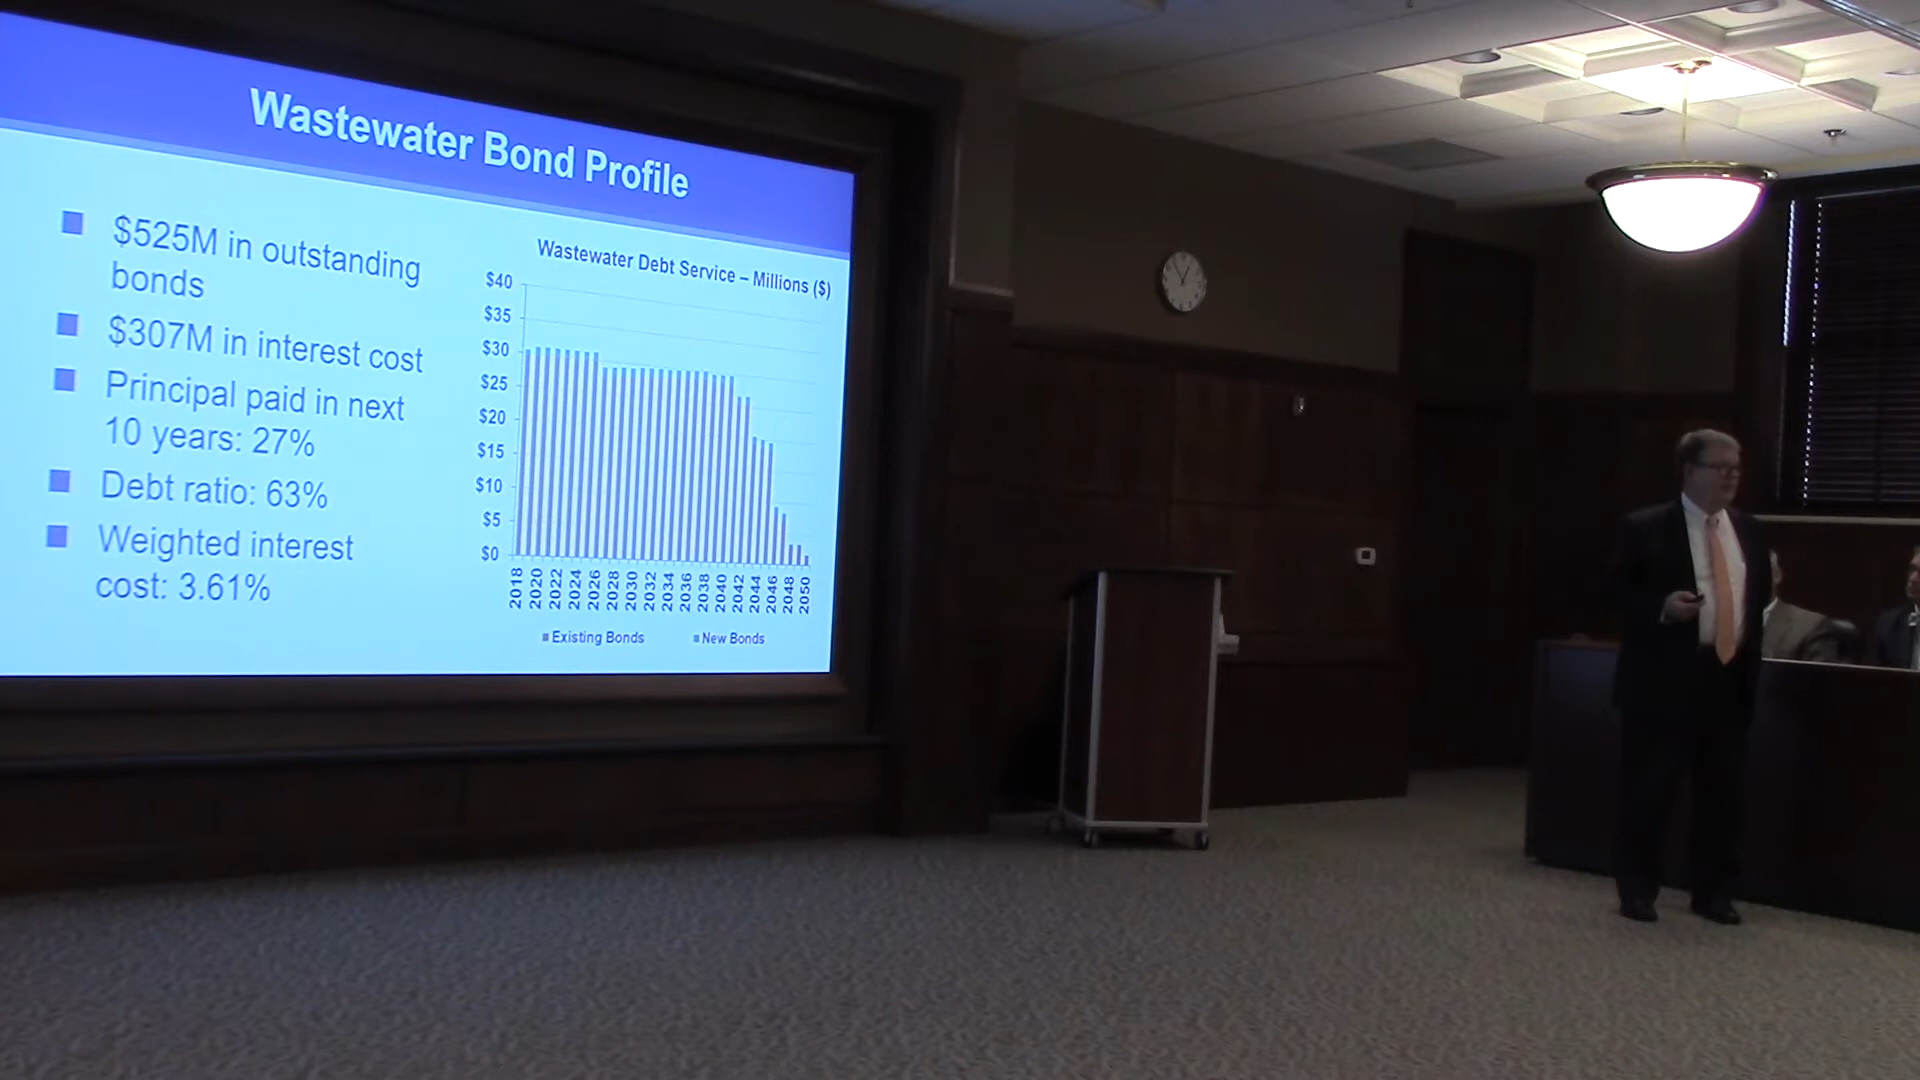 Wastewater Bond Profile
$525M in outstanding
bonds
$307M in interest cost
Principal paid in next
10 years: 27%
Debt ratio: 63%
Weighted interest
cost: 3.61%
Wastewater Debt Service – Millions ($)
$40
$35
$30
$25
$20
$15
$10
$5
$0
2018 2020 2022 2024 2026 2028 2030 2032 2034 2036 2038 2040 2042 2044 2046 2048 2050
Existing Bonds New Bonds